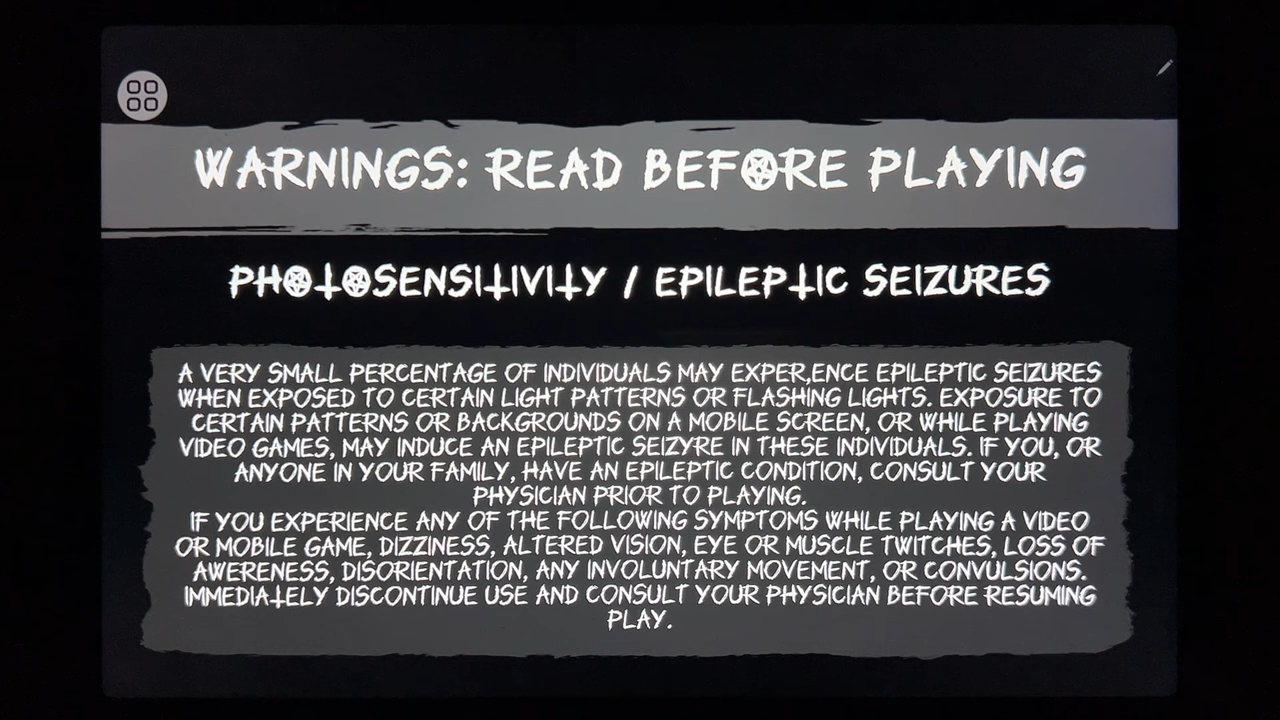 WARNINGS: READ BEFORE PLAYING
PHOTOSENSITIVITY / EPILEPTIC SEIZURES
A VERY SMALL PERCENTAGE OF INDIVIDUALS MAY EXPER,ENCE EPILEPTIC SEIZURES
WHEN EXPOSED TO CERTAIN LIGHT PATTERNS OR FLASHING LIGHTS. EXPOSURE TO
CERTAIN PATTERNS OR BACKGROUNDS ON A MOBILE SCREEN, OR WHILE PLAYING
VIDEO GAMES, MAY INDUCE AN EPILEPTIC SEIZYRE IN THESE INDIVIDUALS. IF YOU, OR
ANYONE IN YOUR FAMILY, HAVE AN EPILEPTIC CONDITION, CONSULT YOUR
PHYSICIAN PRIOR TO PLAYING.
IF YOU EXPERIENCE ANY OF THE FOLLOWING SYMPTOMS WHILE PLAYING A VIDEO
OR MOBILE GAME, DIZZINESS, ALTERED VISION, EYE OR MUSCLE TWITCHES, LOSS OF
AWERENESS, DISORIENTATION, ANY INVOLUNTARY MOVEMENT, OR CONVULSIONS.
IMMEDIATELY DISCONTINUE USE AND CONSULT YOUR PHYSICIAN BEFORE RESUMING
PLAY.